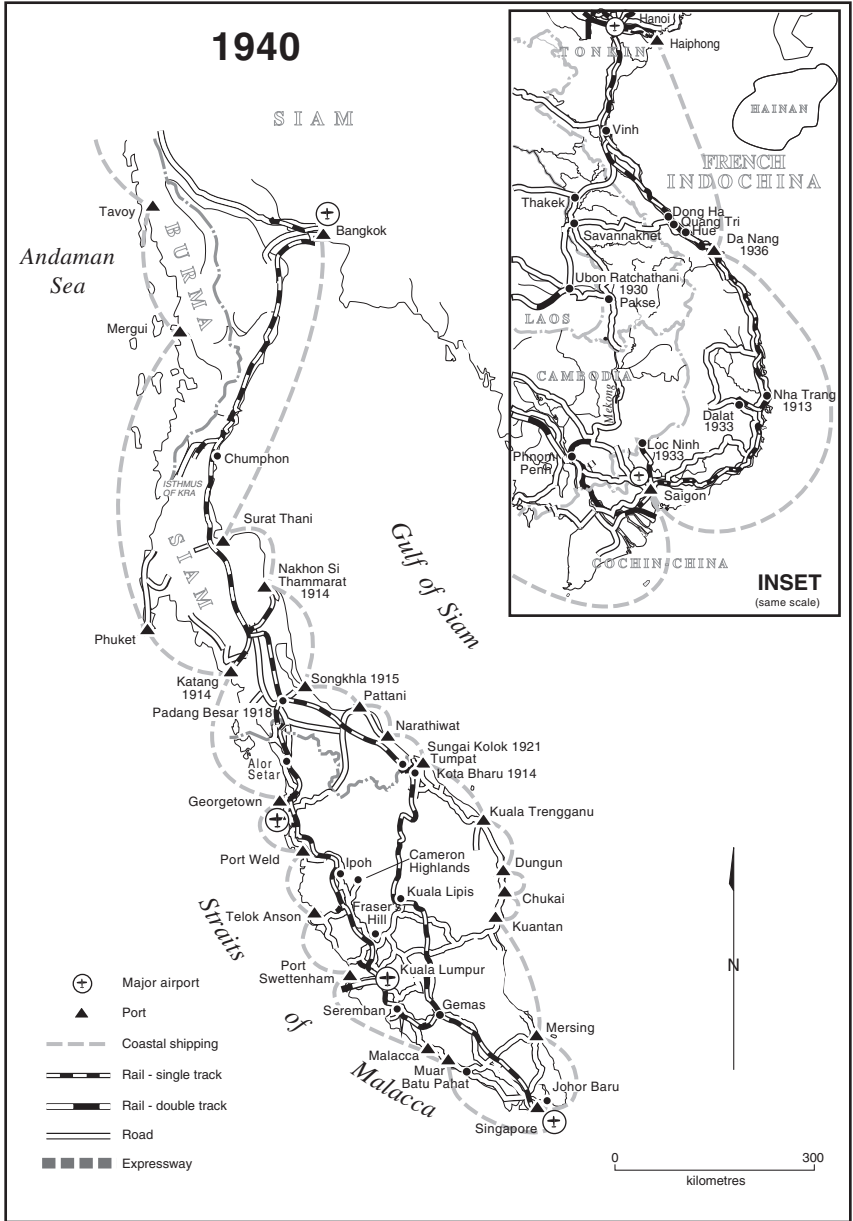 1940
SIAM
Tavoy
BURMA
Bangkok
Andaman
Sea
Mergui
Chumphon
ISTHMUS
OF KRA
Surat Thani
SIAM
Nakhon Si
Thammarat
1914
Gulf of Siam
Phuket
Katang
1914
Songkhla 1915
Pattani
Padang Besar 1918
Narathiwat
Sungai Kolok 1921
Tumpat
Kota Bharu 1914
Alor
Setar
Georgetown
Kuala Trengganu
Port Weld
Ipoh
Cameron
Highlands
Dungun
Kuala Lipis
Chukai
Fraser's
Hill
Telok Anson
Kuantan
Straits
of
Malacca
Port
Swettenham
Kuala Lumpur
Seremban
Gemas
Mersing
Malacca
Muar
Batu Pahat
Johor Baru
Singapore
Major airport
Port
Coastal shipping
Rail - single track
Rail - double track
Road
Expressway
N
0
300
kilometres
Hanoi
TONKIN
Haiphong
HAINAN
Vinh
FRENCH
INDOCHINA
Thakek
Dong Ha
Quang Tri
Hue
Savannakhet
Da Nang
1936
Ubon Ratchathani
1930
Pakse
LAOS
CAMBODIA
Mekong
Nha Trang
1913
Dalat
1933
Loc Ninh
1933
Phnom
Penh
Saigon
COCHIN-CHINA
INSET
(same scale)